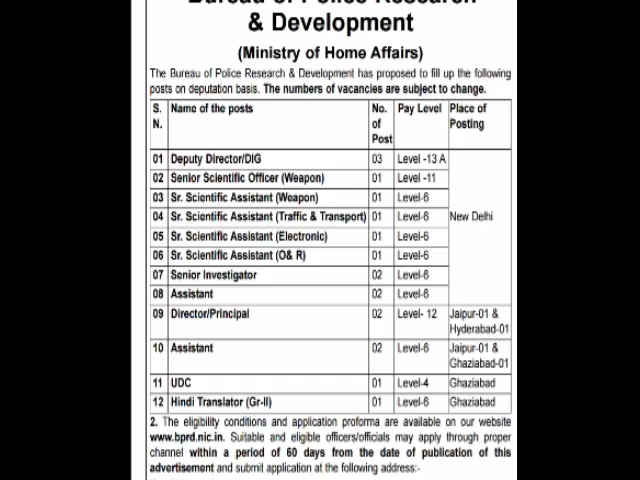 Bureau of Police Research
& Development
(Ministry of Home Affairs)
The Bureau of Police Research & Development has proposed to fill up the following
posts on deputation basis. The numbers of vacancies are subject to change.
S. N. Name of the posts No. of Post Pay Level Place of Posting
01 Deputy Director/DIG 03 Level -13 A
02 Senior Scientific Officer (Weapon) 01 Level -11
03 Sr. Scientific Assistant (Weapon) 01 Level-6
04 Sr. Scientific Assistant (Traffic & Transport) 01 Level-6 New Delhi
05 Sr. Scientific Assistant (Electronic) 01 Level-6
06 Sr. Scientific Assistant (O& R) 01 Level-6
07 Senior Investigator 02 Level-6
08 Assistant 02 Level-6
09 Director/Principal 02 Level- 12 Jaipur-01 &
Hyderabad-01
10 Assistant 02 Level-6 Jaipur-01 &
Ghaziabad-01
11 UDC 01 Level-4 Ghaziabad
12 Hindi Translator (Gr-II) 01 Level-6 Ghaziabad
2. The eligibility conditions and application proforma are available on our website
www.bprd.nic.in. Suitable and eligible officers/officials may apply through proper
channel within a period of 60 days from the date of publication of this
advertisement and submit application at the following address:-